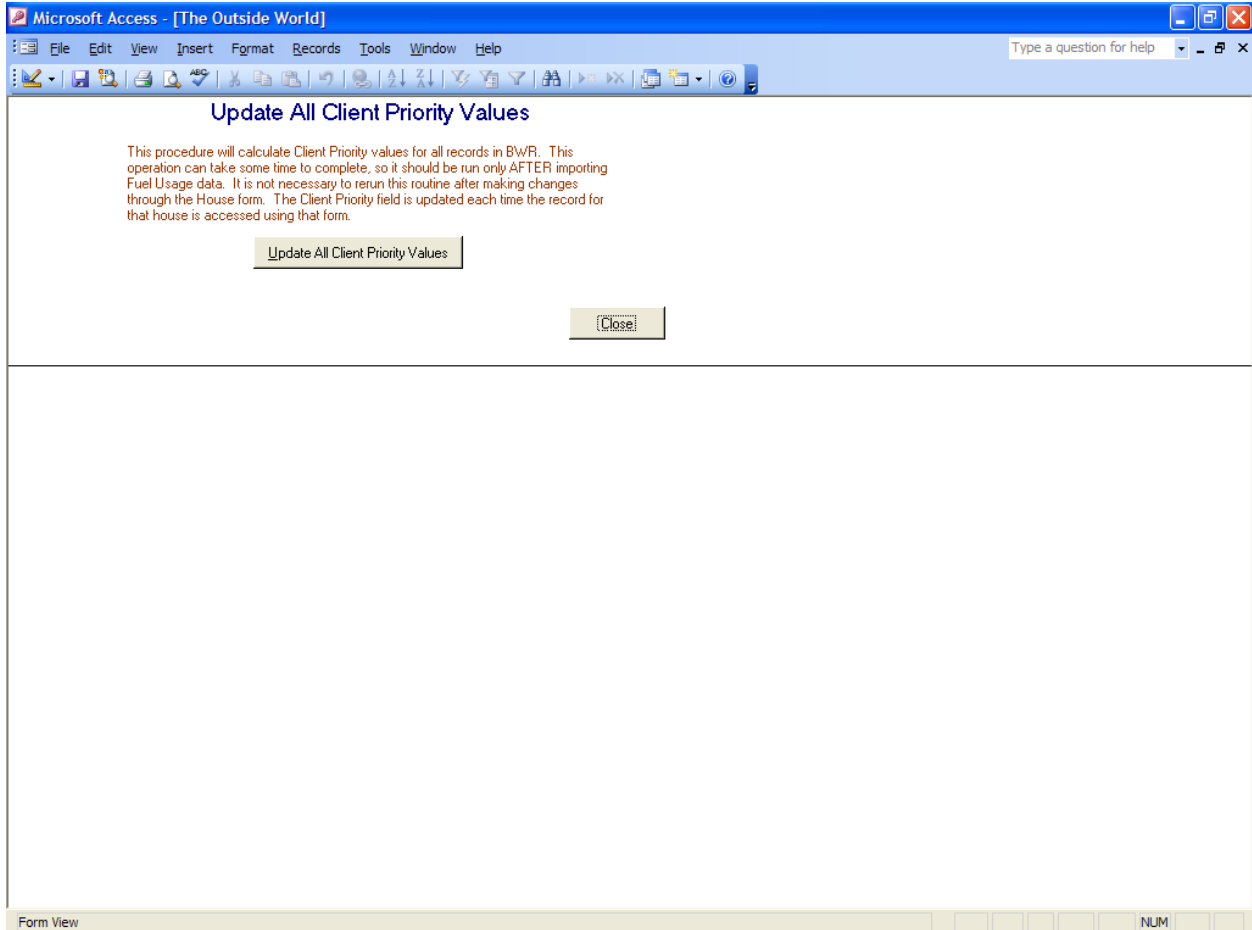 Microsoft Access - [The Outside World]
File Edit View Insert Format Records Tools Window Help Type a question for help
Update All Client Priority Values
This procedure will calculate Client Priority values for all records in BWR. This
operation can take some time to complete, so it should be run only AFTER importing
Fuel Usage data. It is not necessary to rerun this routine after making changes
through the House form. The Client Priority field is updated each time the record for
that house is accessed using that form.
Update All Client Priority Values
Close
Form View NUM